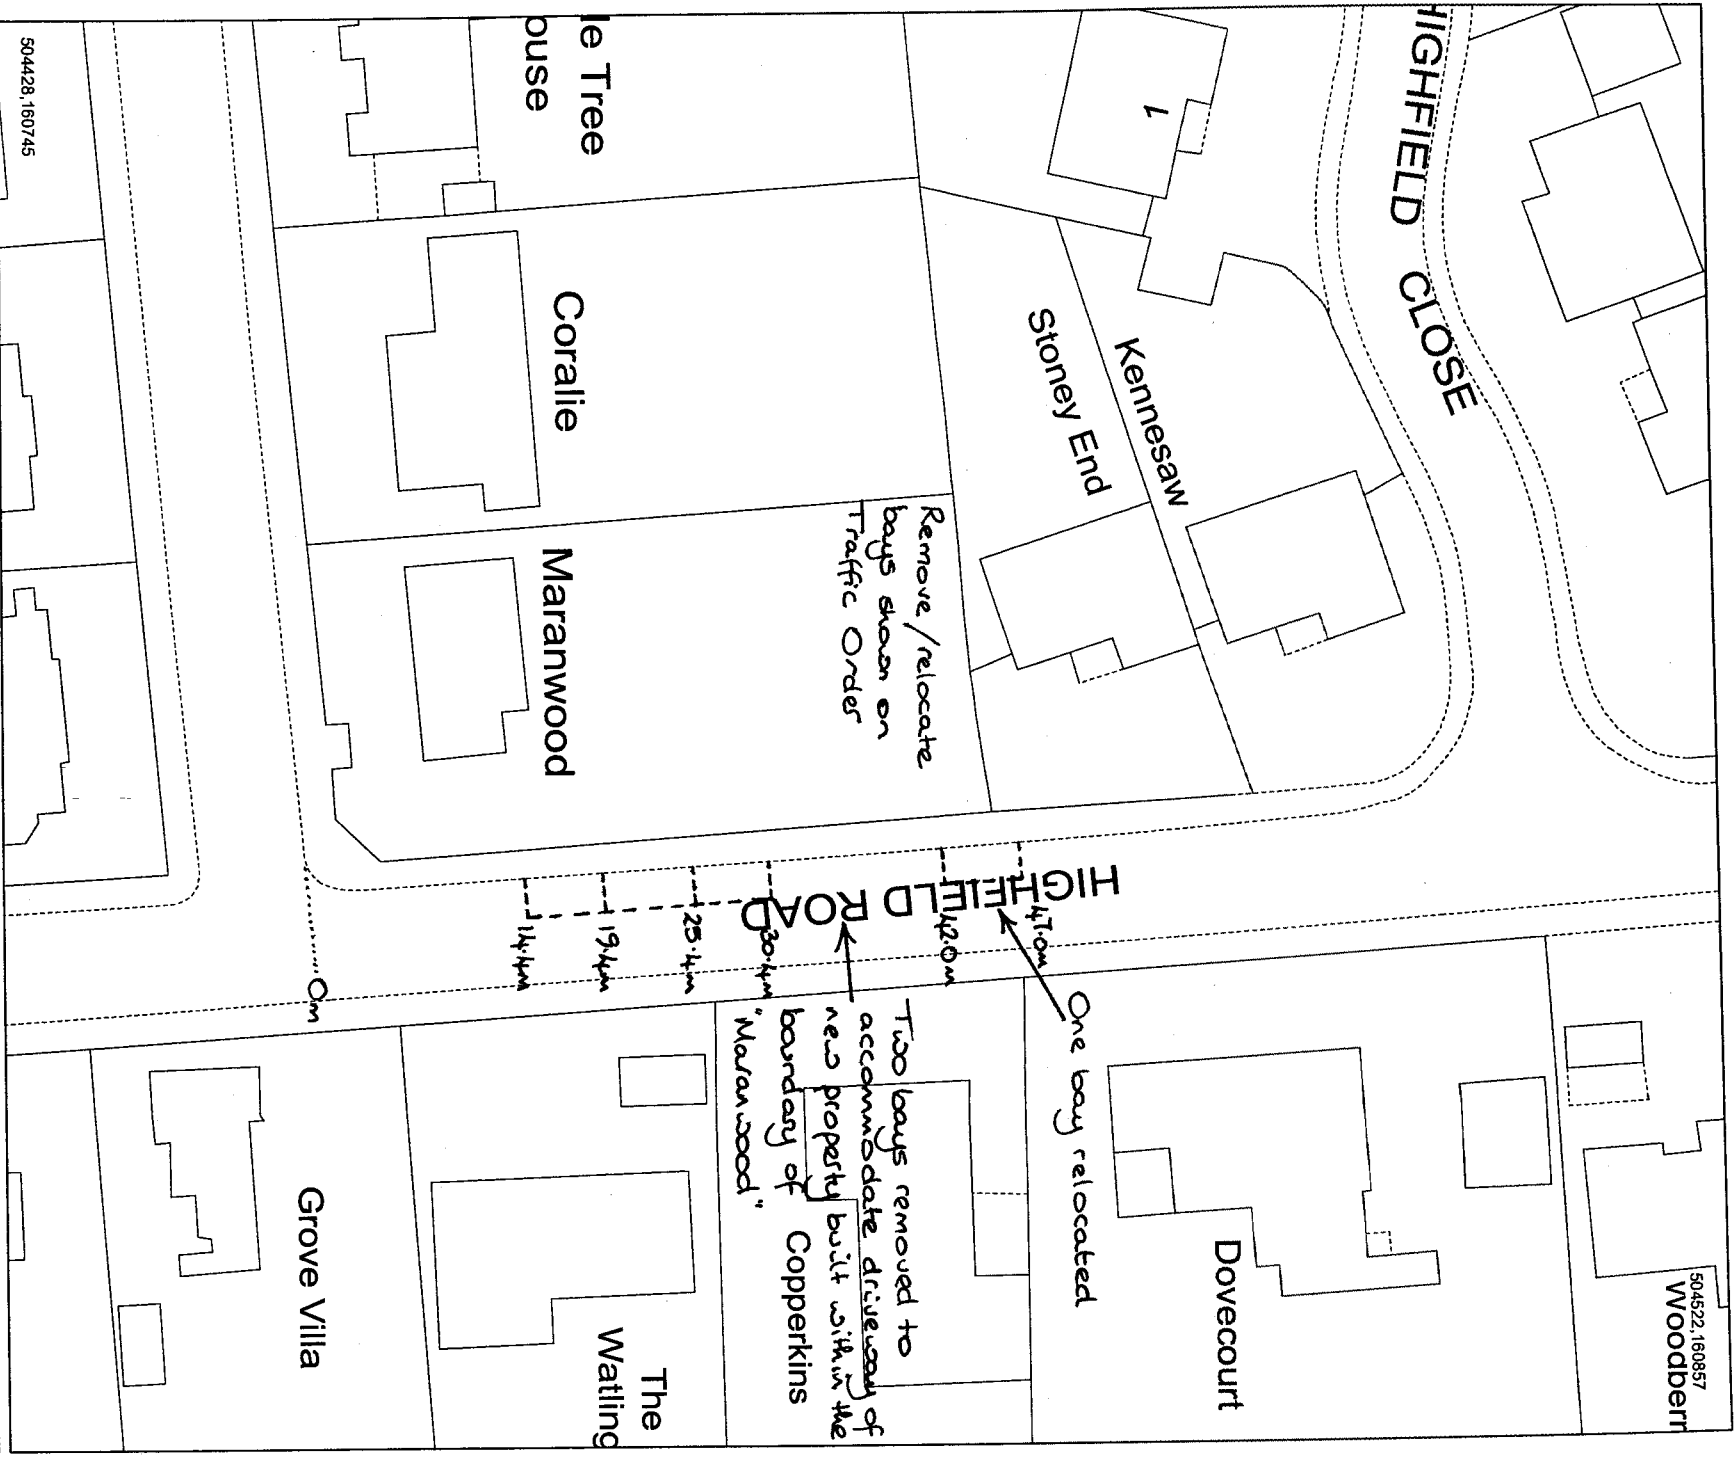 504522,160857
Woodberr
HIGHFIELD CLOSE
1
Kennesaw
Stoney End
Dovecourt
HIGHFIELD ROAD
One bay relocated
47.0m
42.0m
30.4m
25.4m
19.4m
14.4m
0m
Remove/relocate
bays shown on
Traffic Order
Two bays removed to
accommodate driveway of
new property built within the
boundary of
"Maranwood"
Copperkins
le Tree
ouse
Coralie
Maranwood
The
Watling
Grove Villa
504428,160745